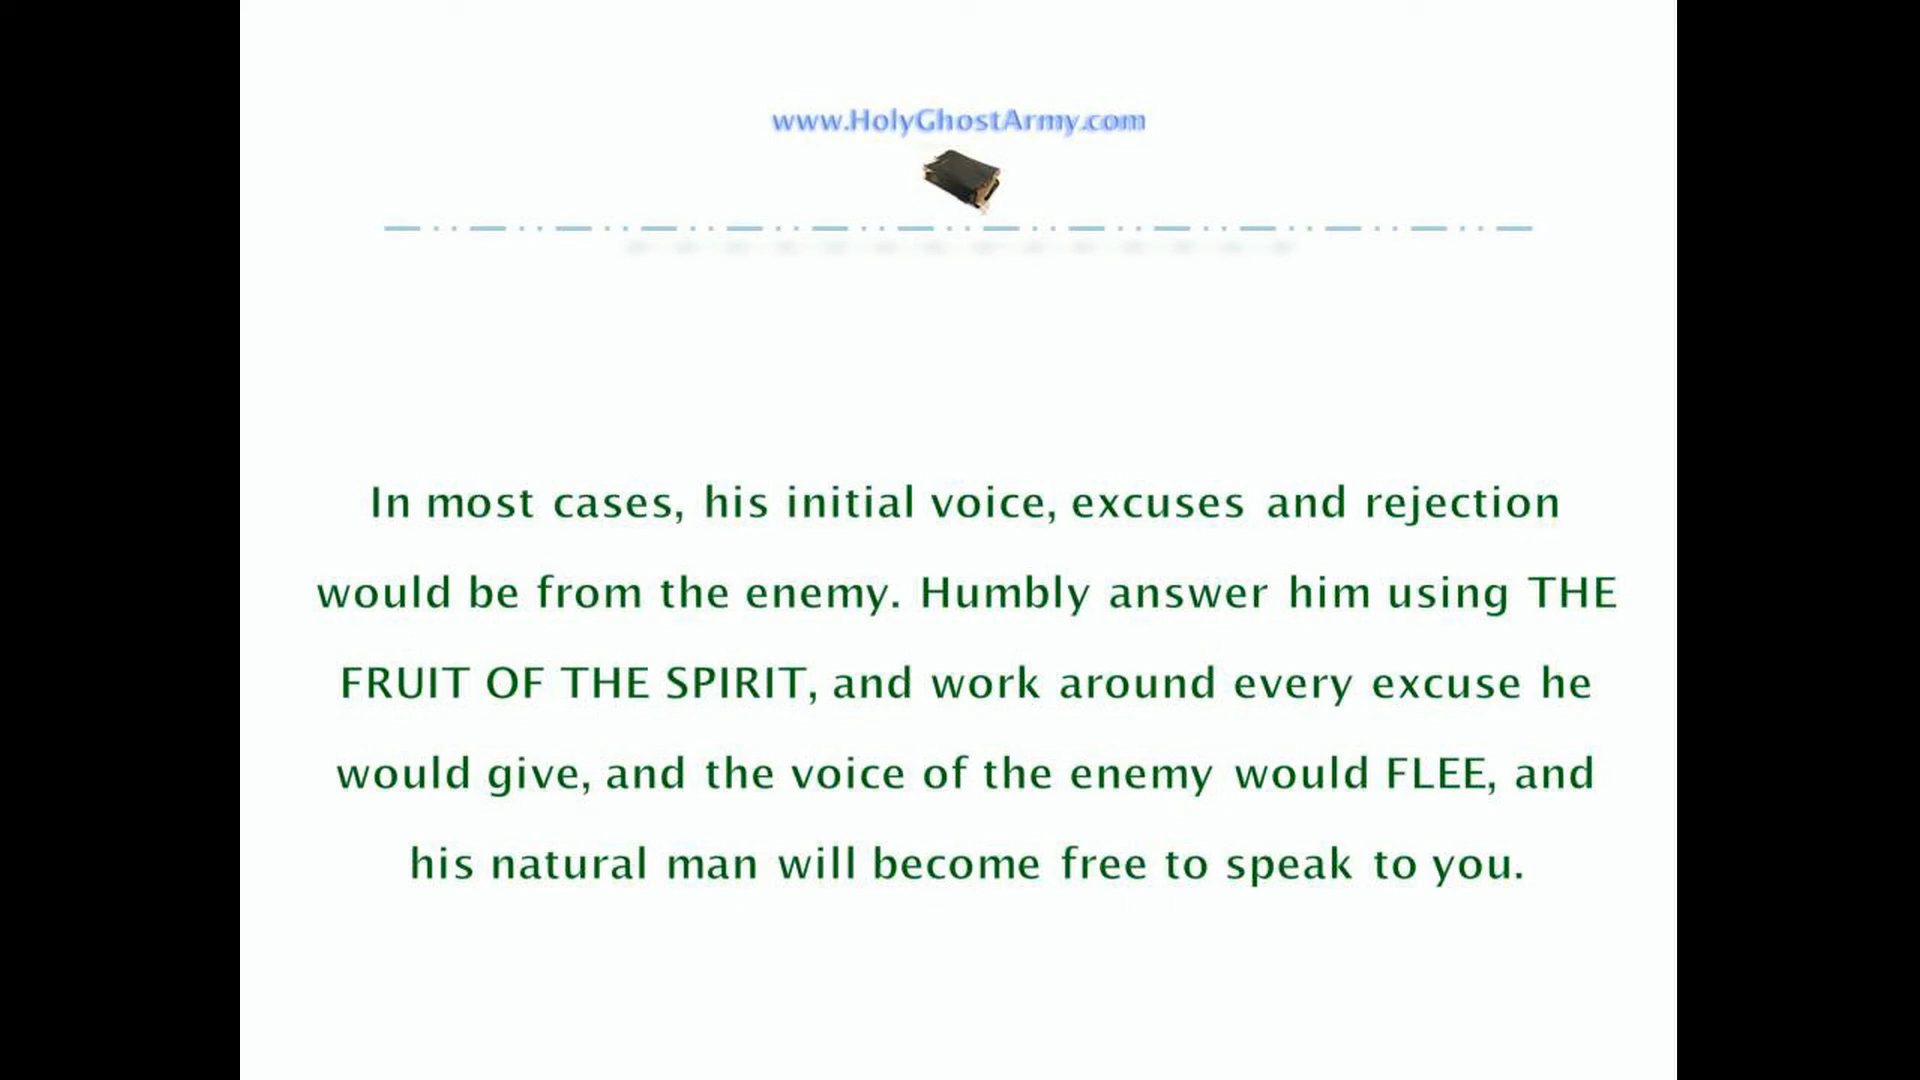 www.HolyGhostArmy.com
In most cases, his initial voice, excuses and rejection
would be from the enemy. Humbly answer him using THE
FRUIT OF THE SPIRIT, and work around every excuse he
would give, and the voice of the enemy would FLEE, and
his natural man will become free to speak to you.